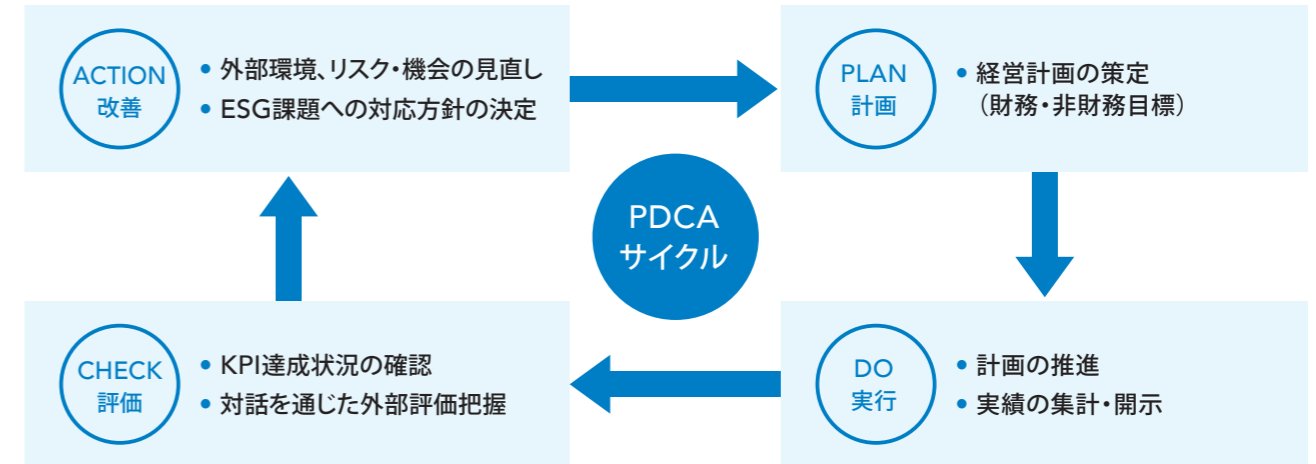 ACTION
改善
• 外部環境、リスク・機会の見直し
• ESG課題への対応方針の決定
PLAN
計画
• 経営計画の策定
（財務・非財務目標）
PDCA
サイクル
CHECK
評価
• KPI達成状況の確認
• 対話を通じた外部評価把握
DO
実行
• 計画の推進
• 実績の集計・開示